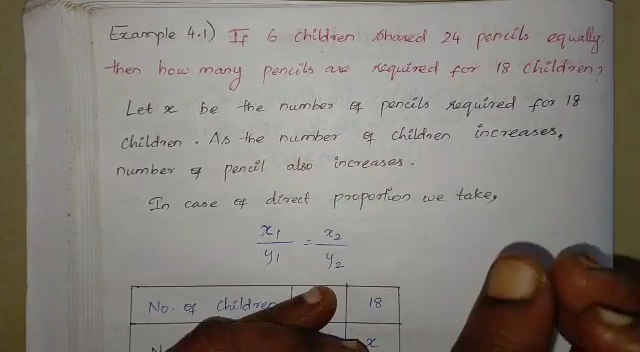 Example 4.1) If 6 children shared 24 pencils equally.
then how many pencils are required for 18 children?
Let x be the number of pencils required for 18
children. As the number of children increases,
number of pencil also increases.
In case of direct proportion we take,
x1/y1 = x2/y2
No. of Children 18
x